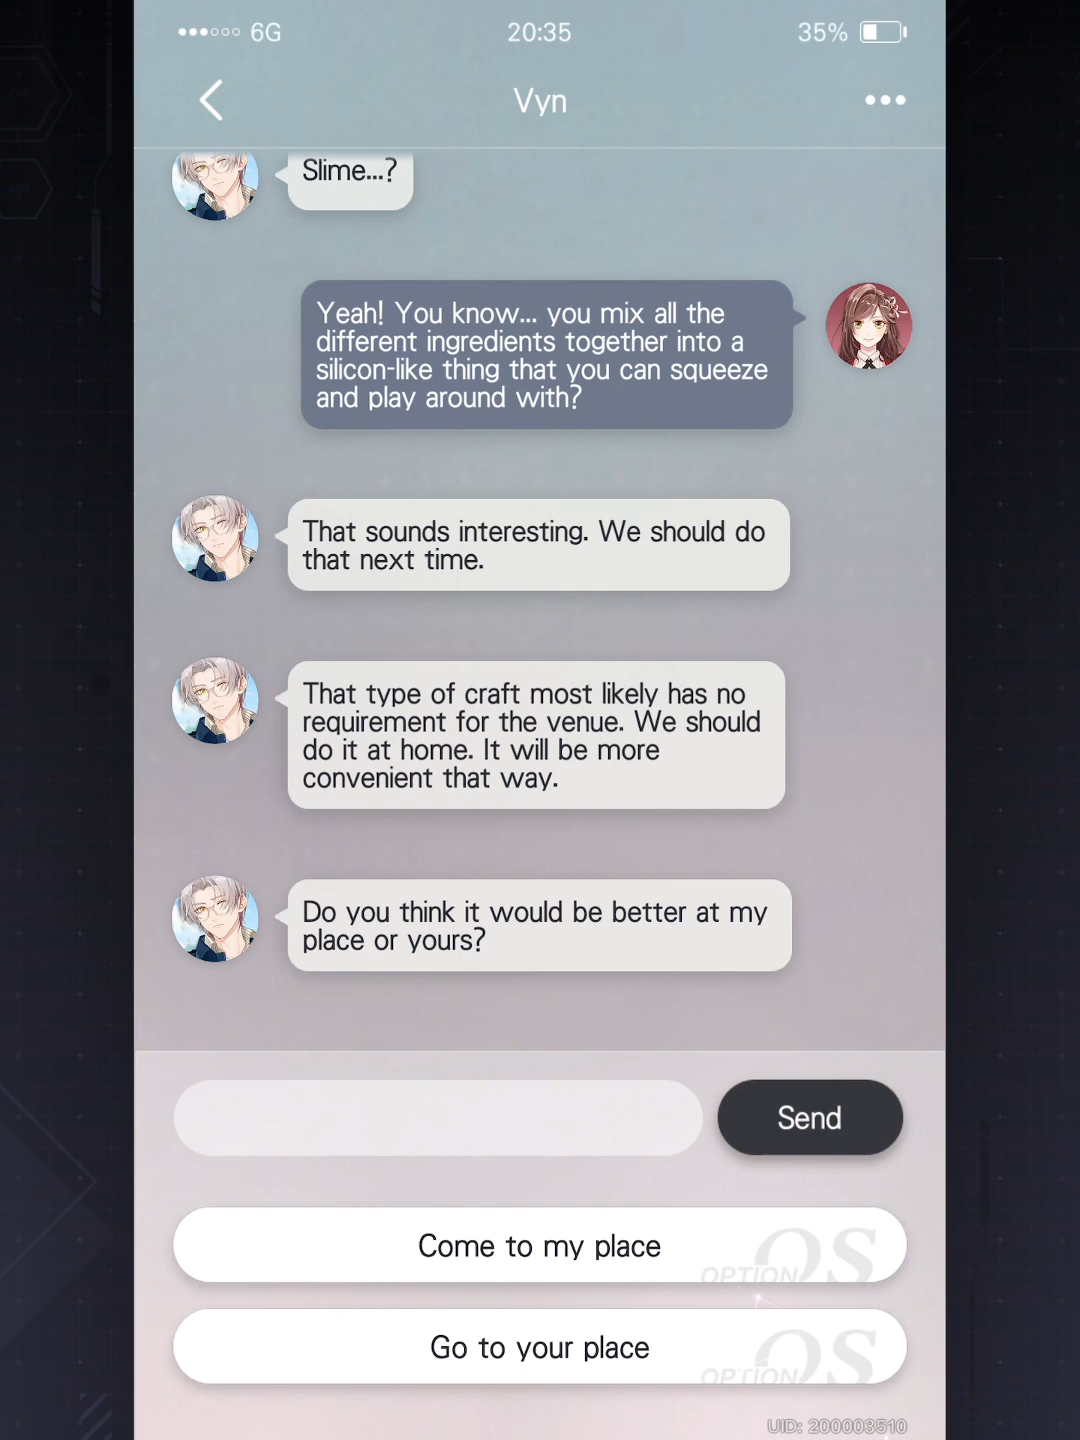 6G 20:35 35%
Vyn
Slime...?
Yeah! You know... you mix all the
different ingredients together into a
silicon-like thing that you can squeeze
and play around with?
That sounds interesting. We should do
that next time.
That type of craft most likely has no
requirement for the venue. We should
do it at home. It will be more
convenient that way.
Do you think it would be better at my
place or yours?
Send
Come to my place
OPTION OS
Go to your place
OPTION OS
UID: 200003510